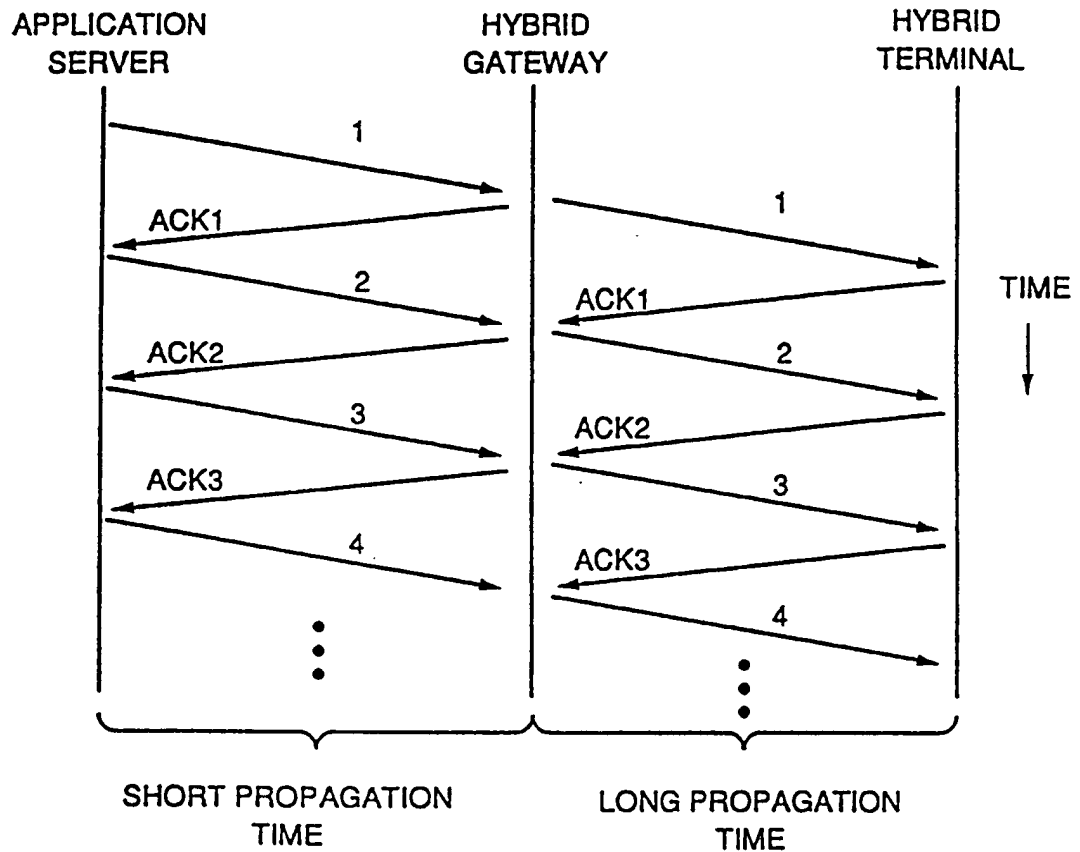 APPLICATION
SERVER
HYBRID
GATEWAY
HYBRID
TERMINAL
1
ACK1
1
2
ACK1
TIME
ACK2
2
3
ACK2
ACK3
3
4
ACK3
4
SHORT PROPAGATION
TIME
LONG PROPAGATION
TIME